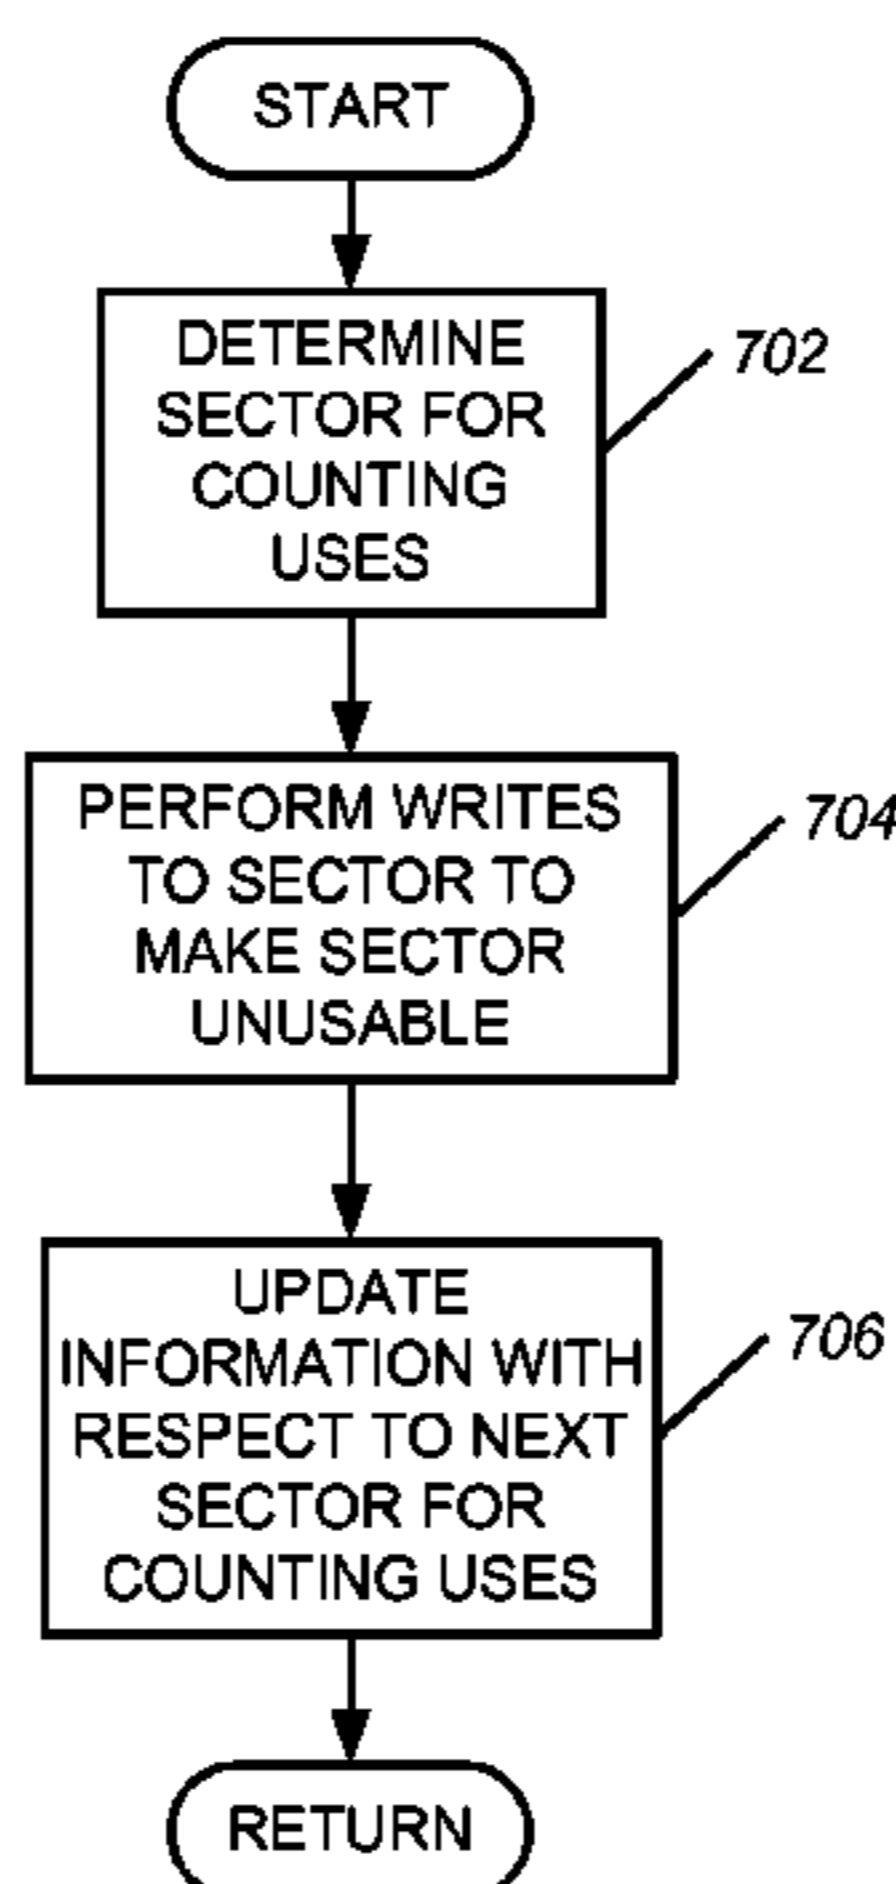 START
DETERMINE
SECTOR FOR
COUNTING
USES
702
PERFORM WRITES
TO SECTOR TO
MAKE SECTOR
UNUSABLE
704
UPDATE
INFORMATION WITH
RESPECT TO NEXT
SECTOR FOR
COUNTING USES
706
RETURN